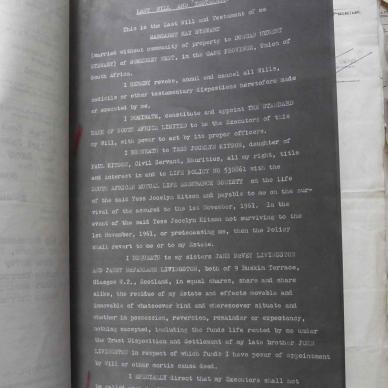 LAST WILL AND TESTAMENT
This is the Last Will and Testament of me
MARGARET MAY STEWART
(married without community of property to DUNCAN
STEWART) of SOMERSET WEST, in the CAPE PROVINCE, Union of
South Africa.
I HEREBY revoke, annul and cancel all Wills,
codicils or other testamentary dispositions heretofore made
or executed by me.
I NOMINATE, constitute and appoint THE STANDARD
BANK OF SOUTH AFRICA LIMITED to be the Executors of this
my Will, with power to act by its proper officers.
I BEQUEATH to TESS JOCELYN KITSON, daughter of
PAUL KITSON, Civil Servant, Mauritius, all my right, title
and interest in and to LIFE POLICY NO 530861 with the
SOUTH AFRICAN MUTUAL LIFE ASSURANCE SOCIETY on the life
of the said Tess Jocelyn Kitson and payable to me on the sur-
vival of the assured to the 1st November, 1961. In the
event of the said Tess Jocelyn Kitson not surviving to the
1st November, 1961, or predeceasing me, then the Policy
shall revert to me or to my Estate.
I BEQUEATH to my sisters JANE LIVINGSTON
AND JANET McFARLANE LIVINGSTON, both of 9 Ruskin Terrace,
Glasgow W.2., Scotland, in equal shares, share and share
alike, the residue of my Estate and effects movable and
immovable of whatsoever kind and wheresoever situate and
whether in possession, reversion, remainder or expectancy,
nothing excepted, including the funds life rented by me under
the Trust Disposition and Settlement of my late brother JOHN
LIVINGSTON in respect of which funds I have power of appointment
by Will or other mortis causa deed.
I ESPECIALLY direct that my Executors shall not